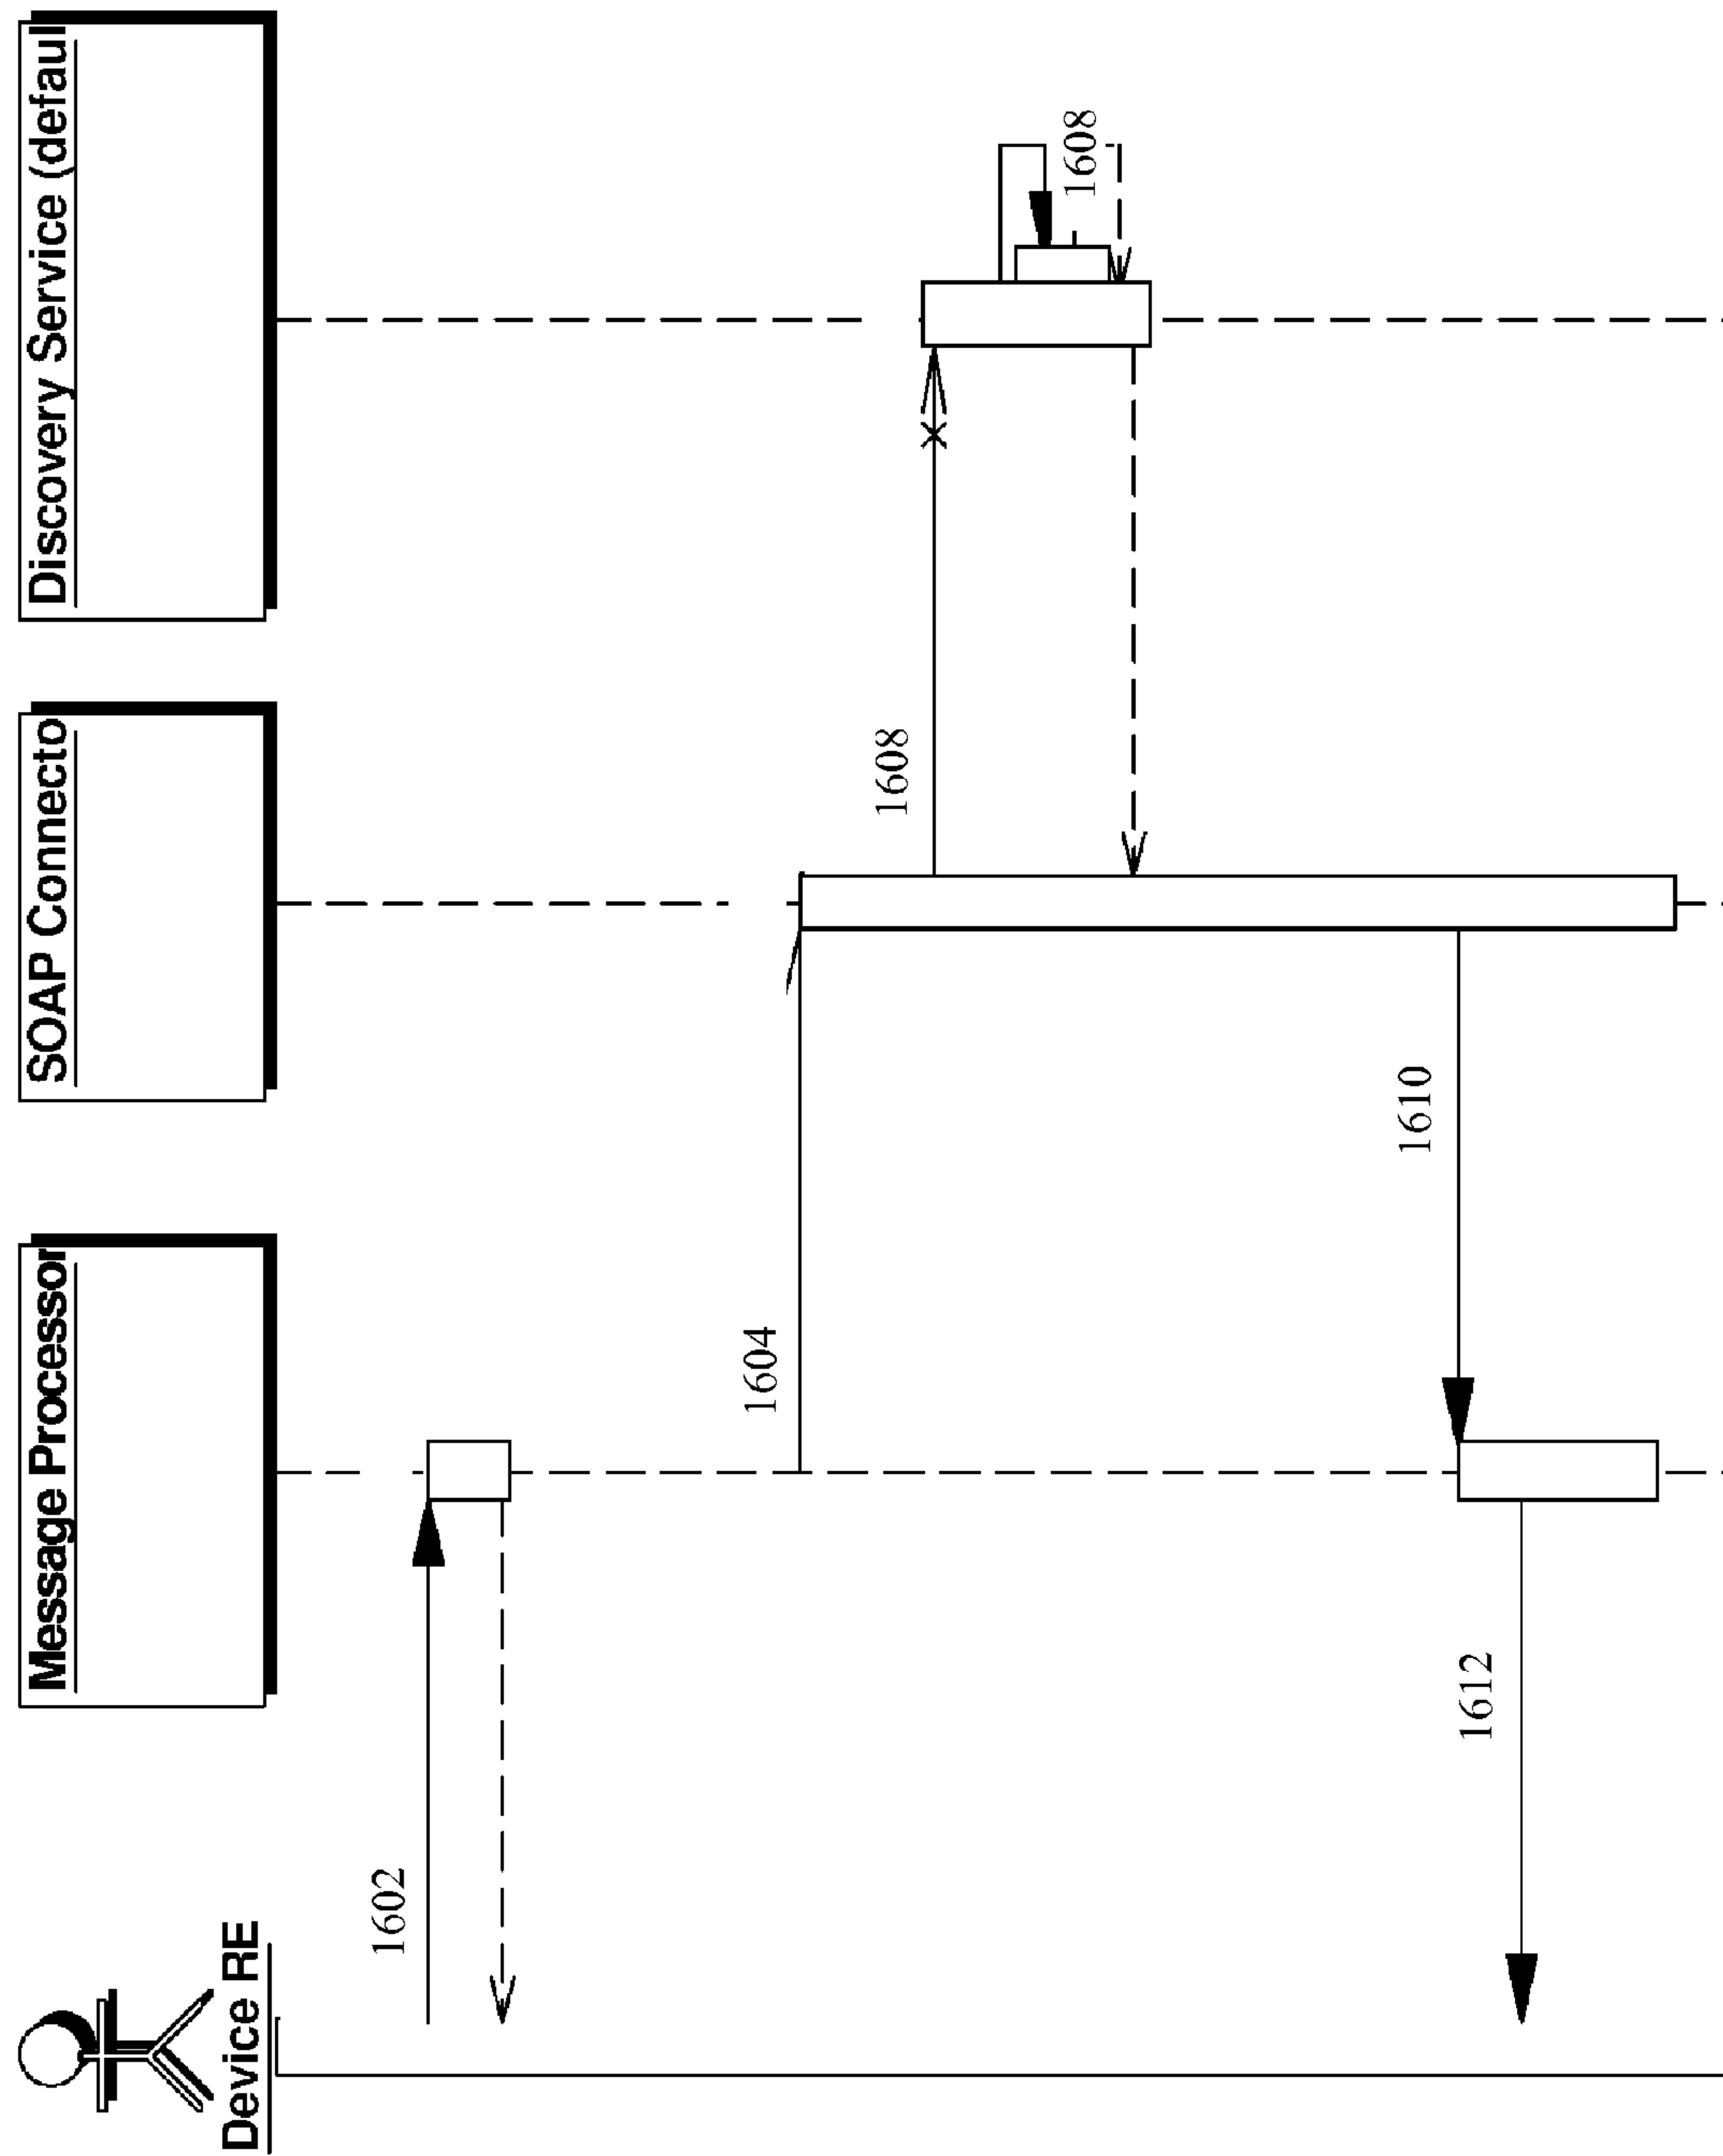 Device RE
Message Processor
SOAP Connecto
Discovery Service (defaul
1602
1604
1608
1608
1610
1612